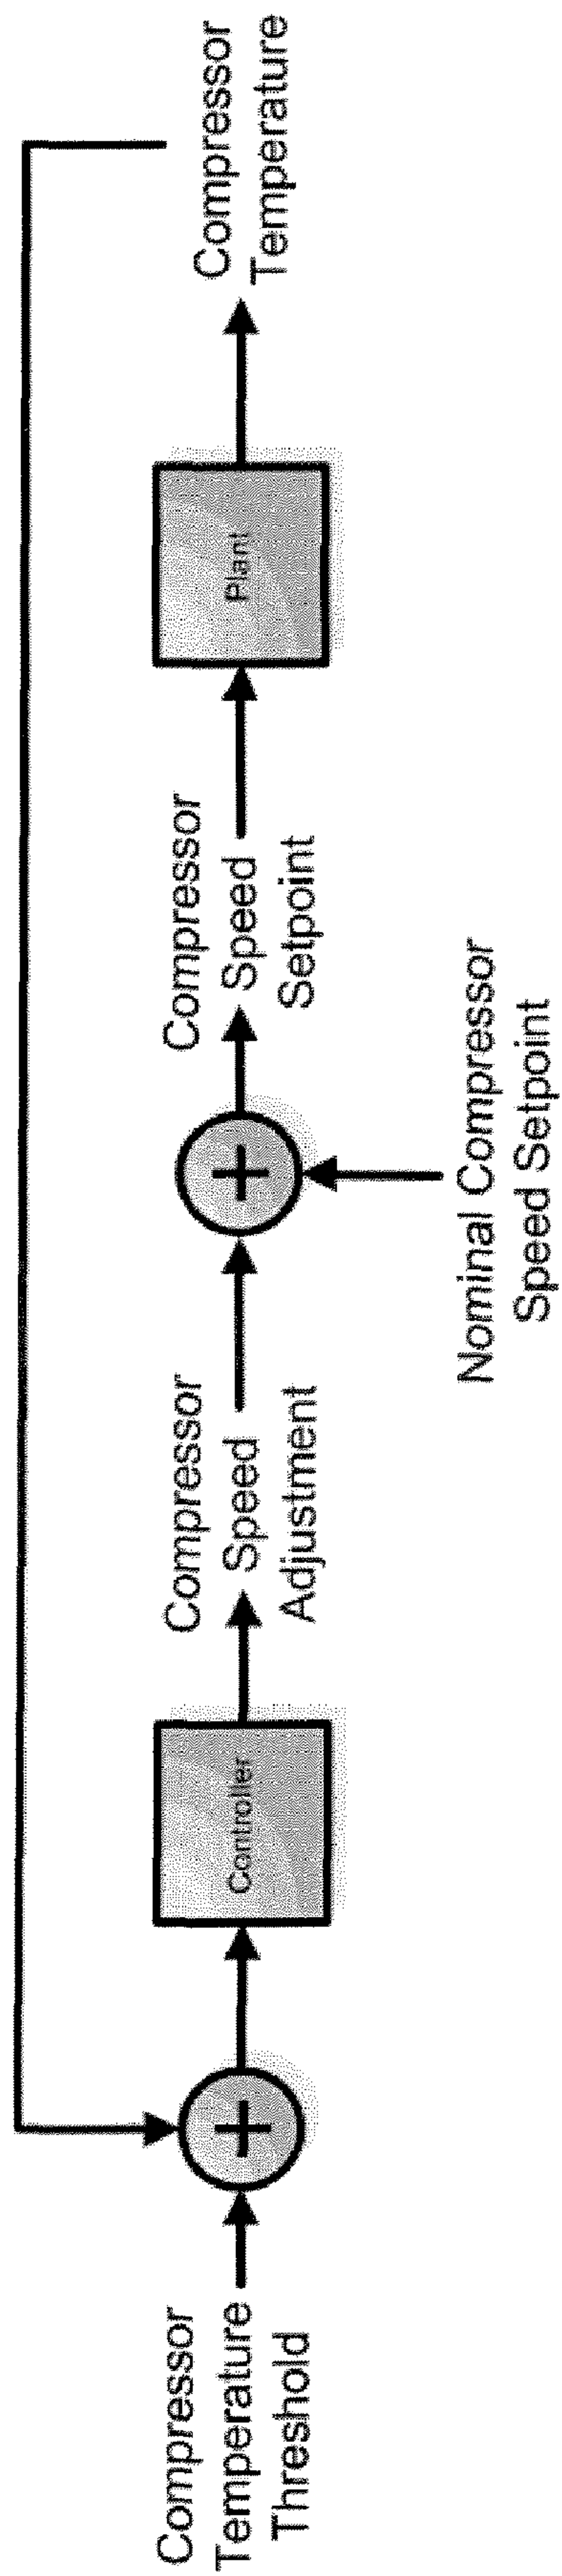 Compressor
Temperature
Threshold
+
Controller
Compressor
Speed
Adjustment
+
Nominal Compressor
Speed Setpoint
Compressor
Speed
Setpoint
Plant
Compressor
Temperature